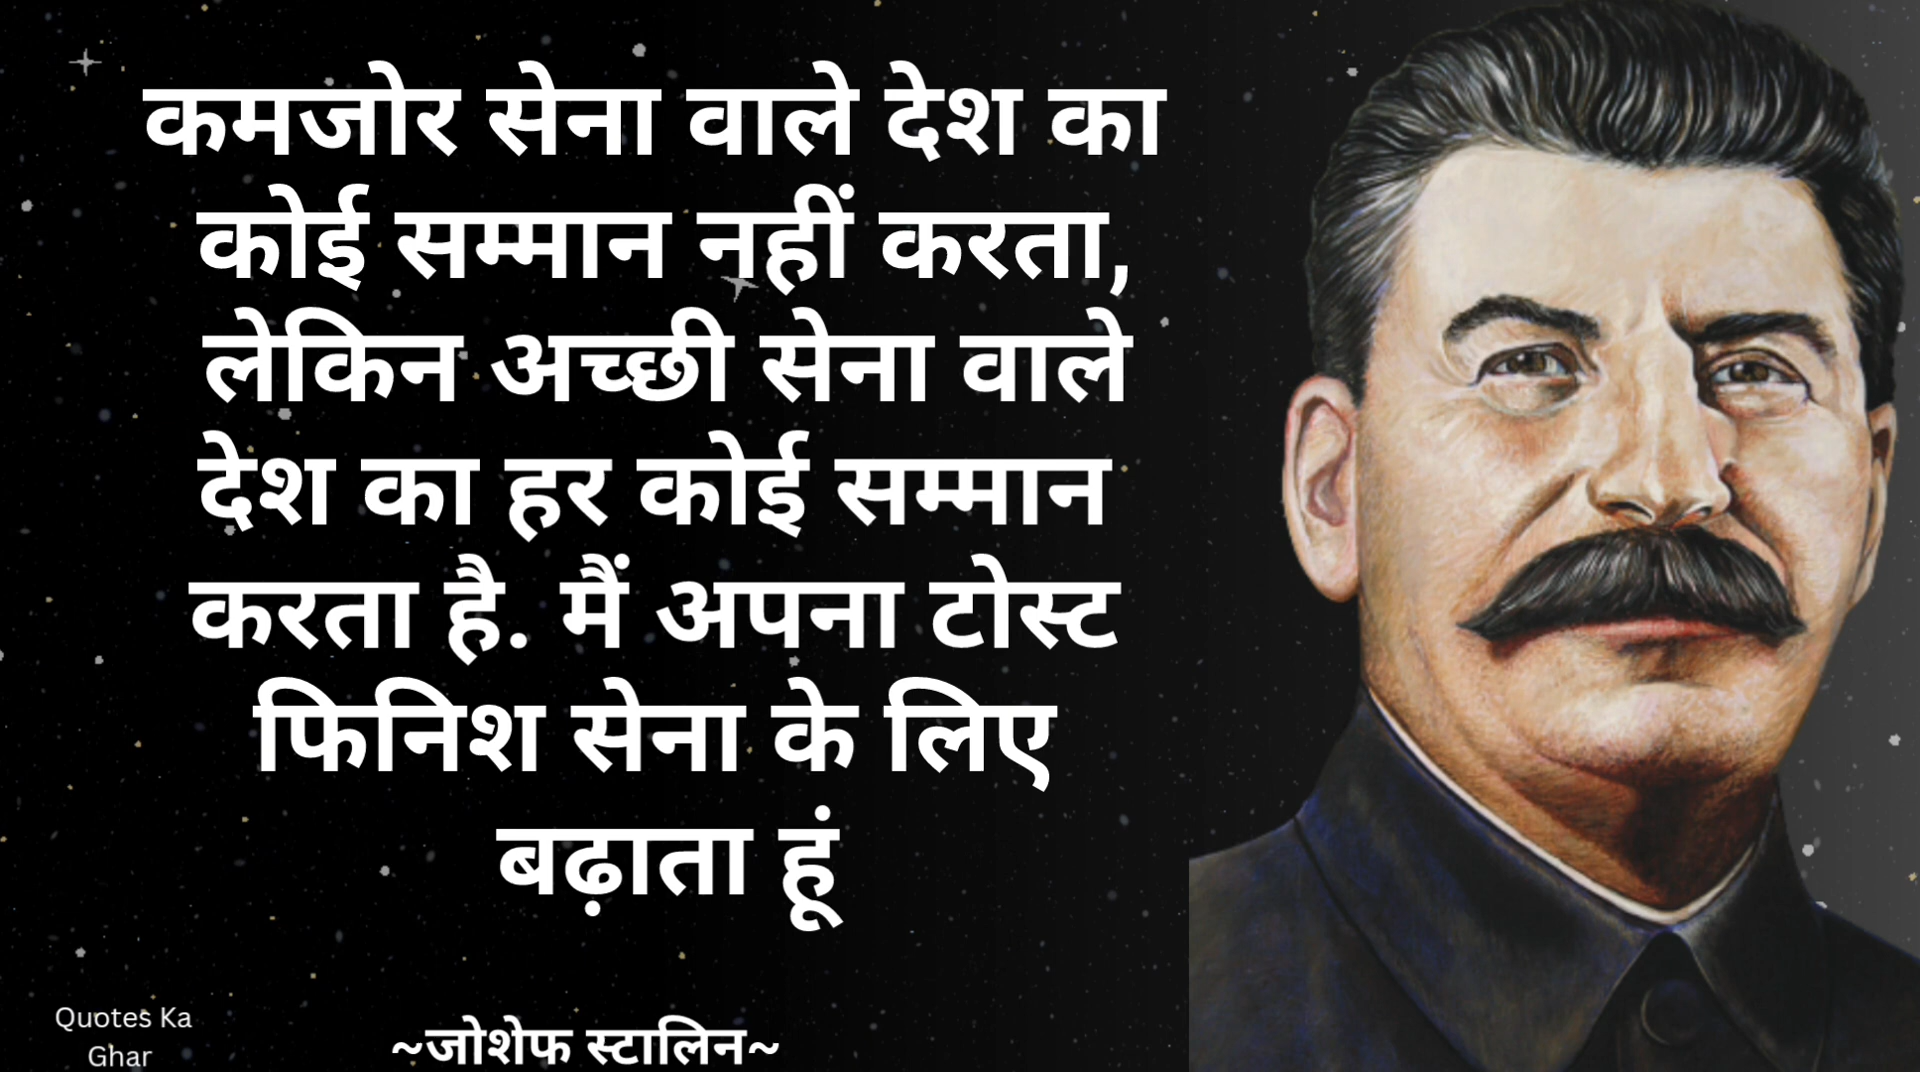 कमजोर सेना वाले देश का
कोई सम्मान नहीं करता,
लेकिन अच्छी सेना वाले
देश का हर कोई सम्मान
करता है. मैं अपना टोस्ट
फिनिश सेना के लिए
बढ़ाता हूं
~जोशेफ स्टालिन~
Quotes Ka
Ghar